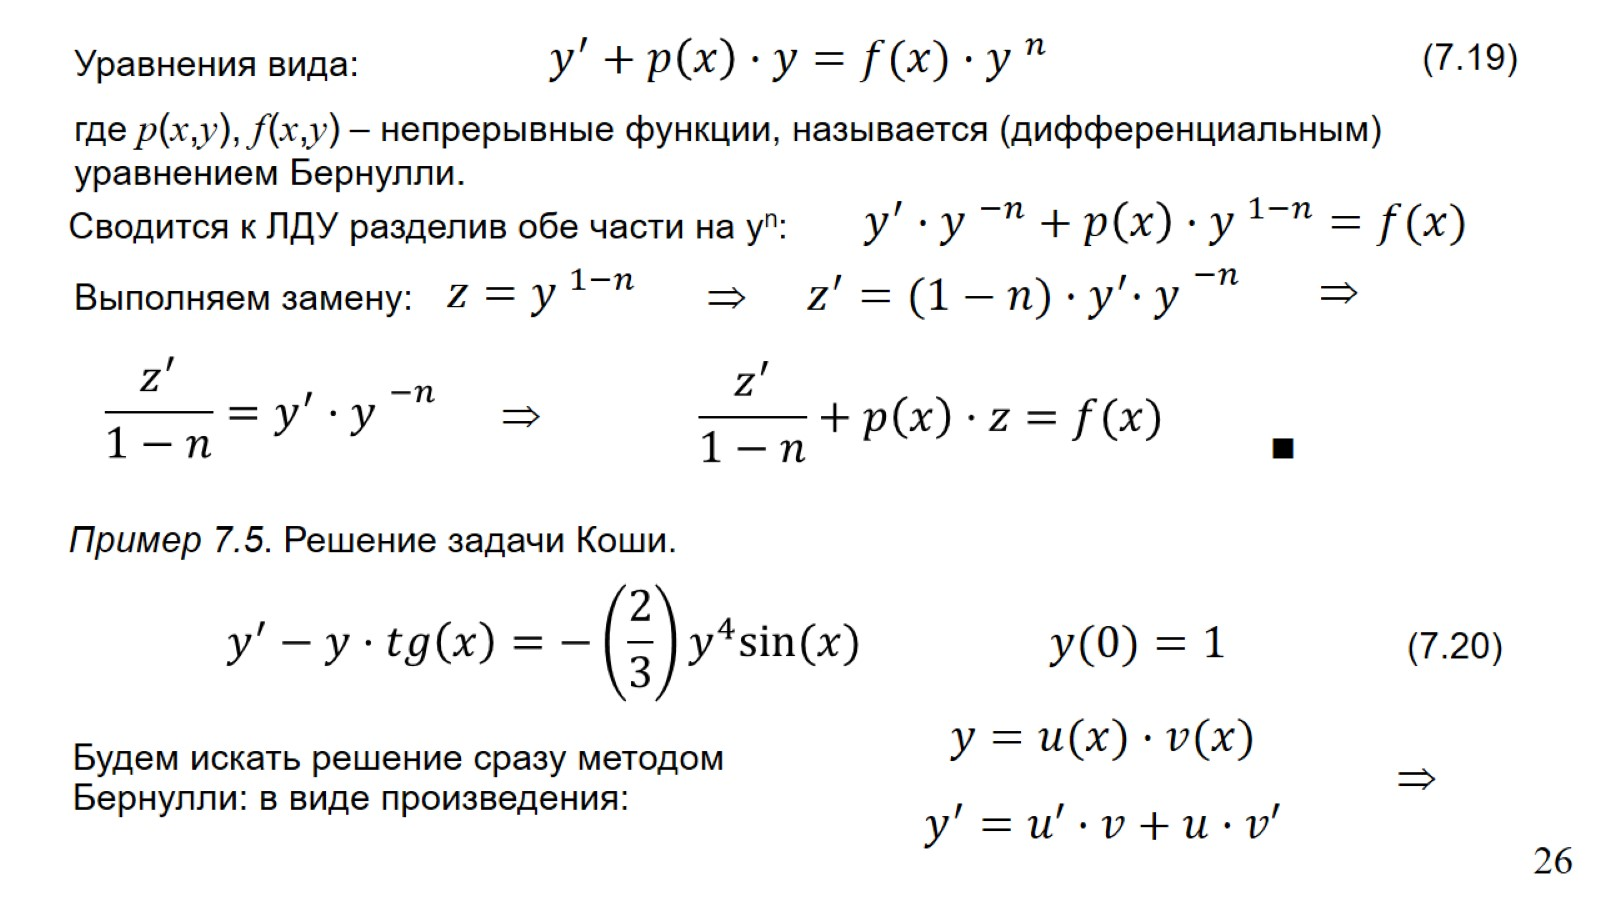 Уравнения вида: y′ + p(x) · y = f(x) · y ⁿ (7.19)
где p(x,y), f(x,y) – непрерывные функции, называется (дифференциальным)
уравнением Бернулли.
Сводится к ЛДУ разделив обе части на yⁿ: y′ · y ⁻ⁿ + p(x) · y ¹⁻ⁿ = f(x)
Выполняем замену: z = y ¹⁻ⁿ ⇒ z′ = (1 − n) · y′· y ⁻ⁿ ⇒
z′/(1 − n) = y′ · y ⁻ⁿ ⇒ z′/(1 − n) + p(x) · z = f(x) ■
Пример 7.5. Решение задачи Коши.
y′ − y · tg(x) = −(2/3) y⁴sin(x) y(0) = 1 (7.20)
y = u(x) · v(x)
Будем искать решение сразу методом
Бернулли: в виде произведения: ⇒
y′ = u′ · v + u · v′
26